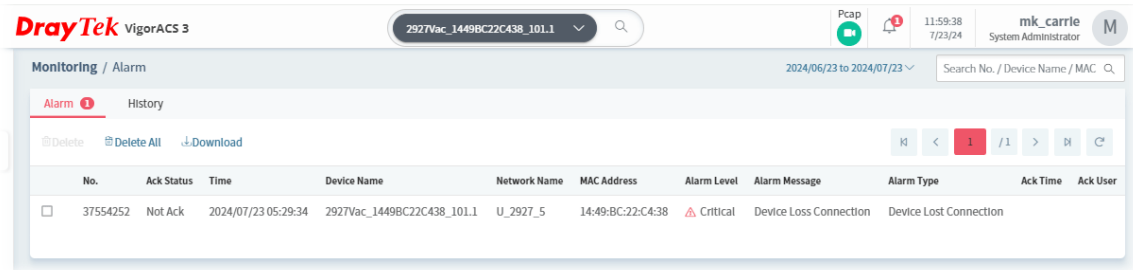 DrayTek VigorACS 3
2927Vac_1449BC22C438_101.1
Pcap
1
11:59:38
7/23/24
mk_carrie
System Administrator
M
Monitoring / Alarm
2024/06/23 to 2024/07/23
Search No. / Device Name / MAC
Alarm 1
History
Delete
Delete All
Download
1 / 1
No. Ack Status Time Device Name Network Name MAC Address Alarm Level Alarm Message Alarm Type Ack Time Ack User
37554252 Not Ack 2024/07/23 05:29:34 2927Vac_1449BC22C438_101.1 U_2927_5 14:49:BC:22:C4:38 Critical Device Loss Connection Device Lost Connection